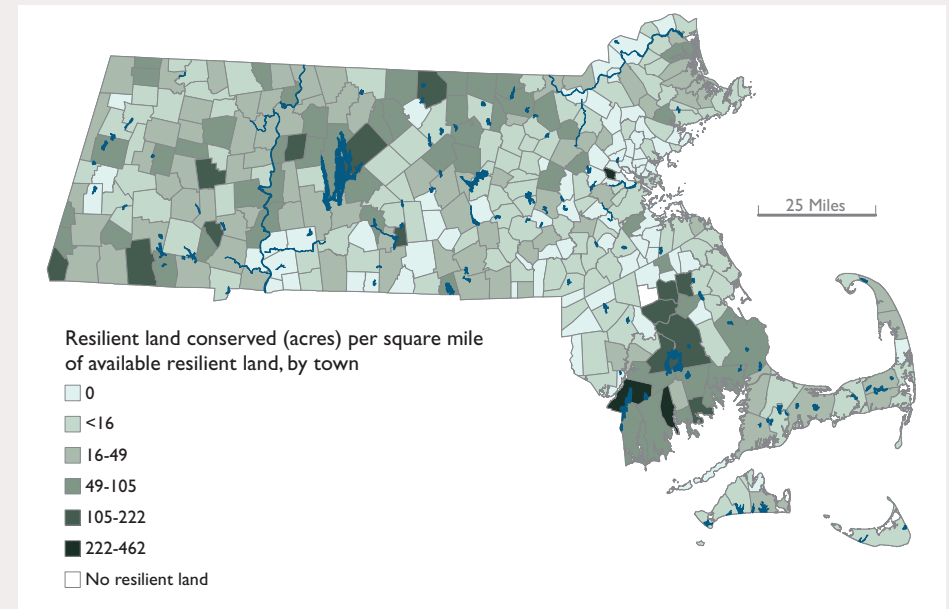 25 Miles
Resilient land conserved (acres) per square mile
of available resilient land, by town
0
<16
16-49
49-105
105-222
222-462
No resilient land